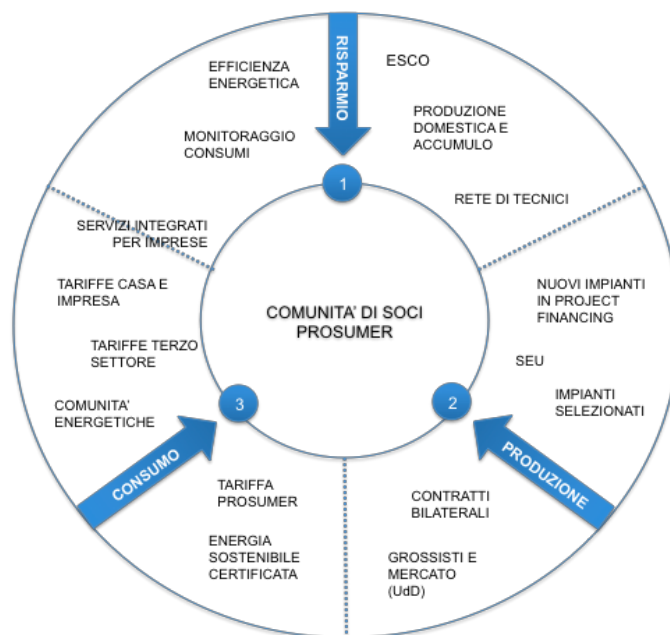 RISPARMIO
EFFICIENZA
ENERGETICA
MONITORAGGIO
CONSUMI
ESCO
PRODUZIONE
DOMESTICA E
ACCUMULO
RETE DI TECNICI
1
SERVIZI INTEGRATI
PER IMPRESE
TARIFFE CASA E
IMPRESA
TARIFFE TERZO
SETTORE
COMUNITA'
ENERGETICHE
COMUNITA' DI SOCI
PROSUMER
NUOVI IMPIANTI
IN PROJECT
FINANCING
SEU
IMPIANTI
SELEZIONATI
3
2
CONSUMO
PRODUZIONE
TARIFFA
PROSUMER
ENERGIA
SOSTENIBILE
CERTIFICATA
CONTRATTI
BILATERALI
GROSSISTI E
MERCATO
(UdD)